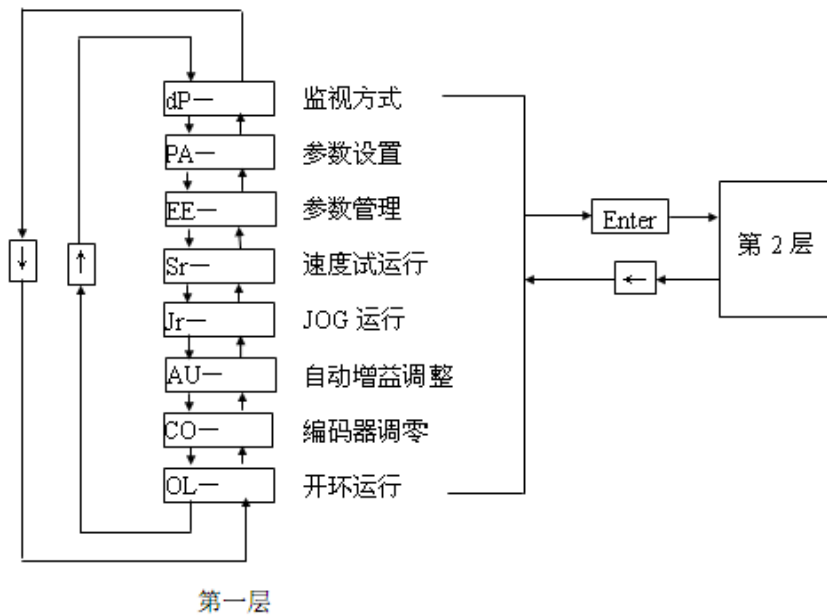 dP— 监视方式
PA— 参数设置
EE— 参数管理
Sr— 速度试运行
Jr— JOG 运行
AU— 自动增益调整
CO— 编码器调零
OL— 开环运行
↓
↑
Enter
←
第 2 层
第一层